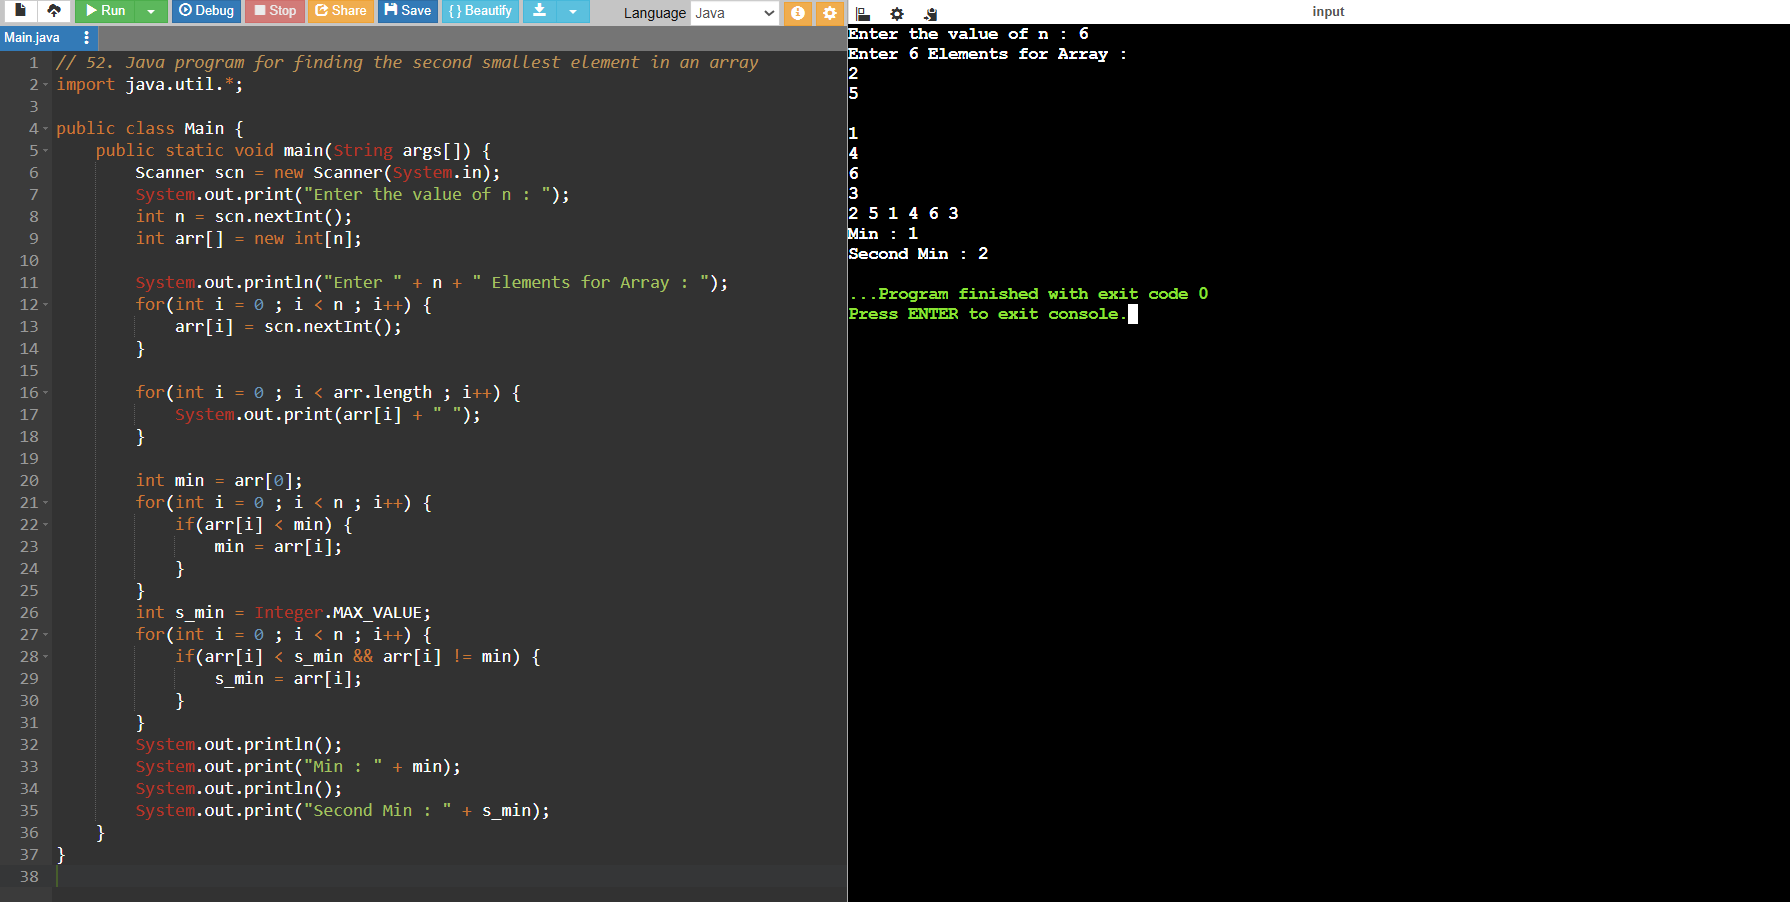 Run Debug Stop Share Save { } Beautify Language Java
Main.java
1 // 52. Java program for finding the second smallest element in an array
2 import java.util.*;
3
4 public class Main {
5     public static void main(String args[]) {
6         Scanner scn = new Scanner(System.in);
7         System.out.print("Enter the value of n : ");
8         int n = scn.nextInt();
9         int arr[] = new int[n];
10
11         System.out.println("Enter " + n + " Elements for Array : ");
12         for(int i = 0 ; i < n ; i++) {
13             arr[i] = scn.nextInt();
14         }
15
16         for(int i = 0 ; i < arr.length ; i++) {
17             System.out.print(arr[i] + " ");
18         }
19
20         int min = arr[0];
21         for(int i = 0 ; i < n ; i++) {
22             if(arr[i] < min) {
23                 min = arr[i];
24             }
25         }
26         int s_min = Integer.MAX_VALUE;
27         for(int i = 0 ; i < n ; i++) {
28             if(arr[i] < s_min && arr[i] != min) {
29                 s_min = arr[i];
30             }
31         }
32         System.out.println();
33         System.out.print("Min : " + min);
34         System.out.println();
35         System.out.print("Second Min : " + s_min);
36     }
37 }
38
input
Enter the value of n : 6
Enter 6 Elements for Array :
2
5
1
4
6
3
2 5 1 4 6 3
Min : 1
Second Min : 2
...Program finished with exit code 0
Press ENTER to exit console.